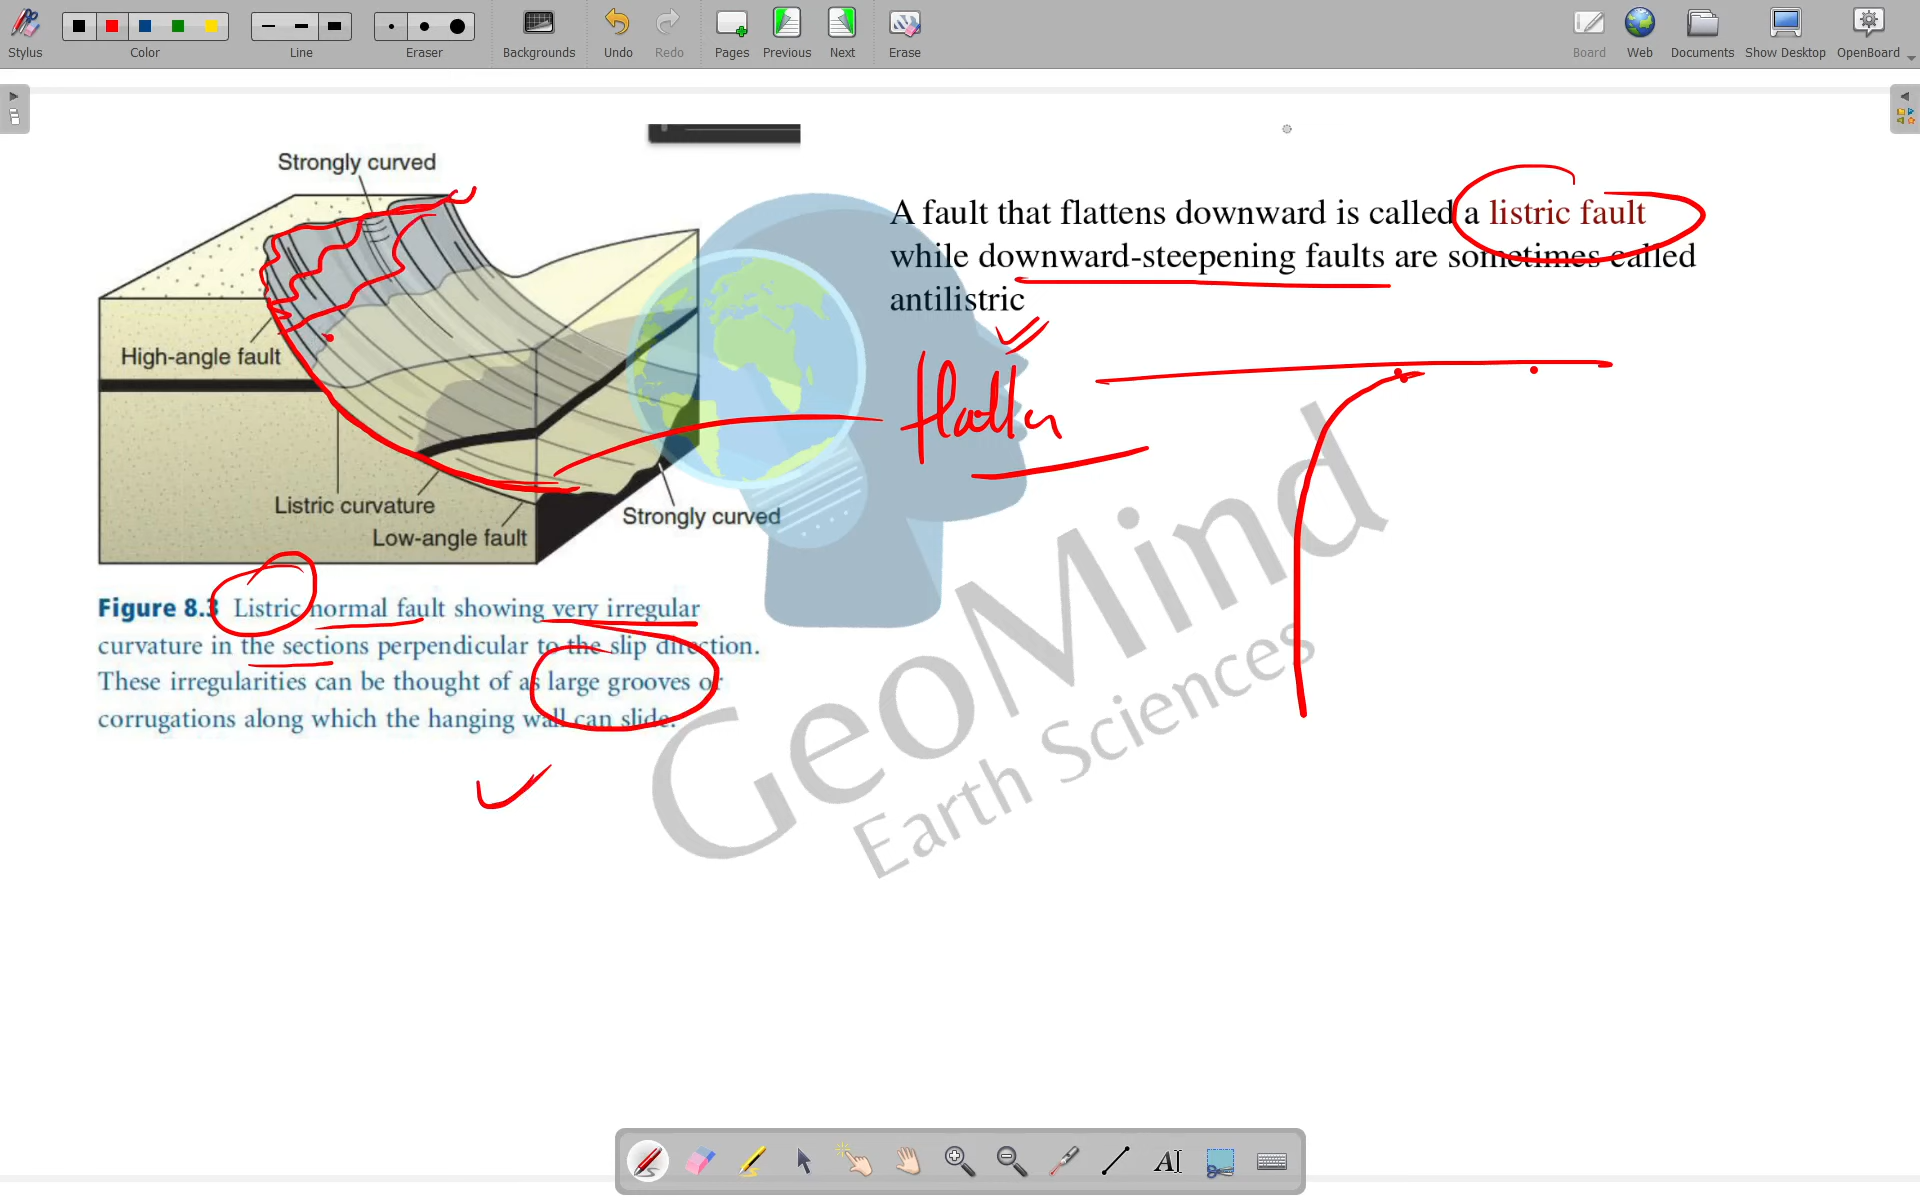 Stylus
Color
Line
Eraser
Backgrounds
Undo
Redo
Pages
Previous
Next
Erase
Board
Web
Documents
Show Desktop
OpenBoard
Strongly curved
High-angle fault
Listric curvature
Low-angle fault
Strongly curved
Figure 8.3 Listric normal fault showing very irregular
curvature in the sections perpendicular to the slip direction.
These irregularities can be thought of as large grooves or
corrugations along which the hanging wall can slide.
A fault that flattens downward is called a listric fault
while downward-steepening faults are sometimes called
antilistric
flatten
GeoMind
Earth Sciences